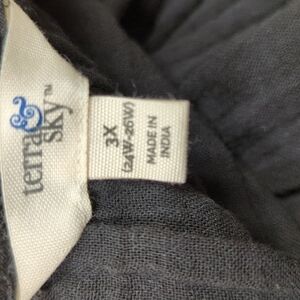 terra &
sky™
3X
(24W-26W)
MADE IN
INDIA